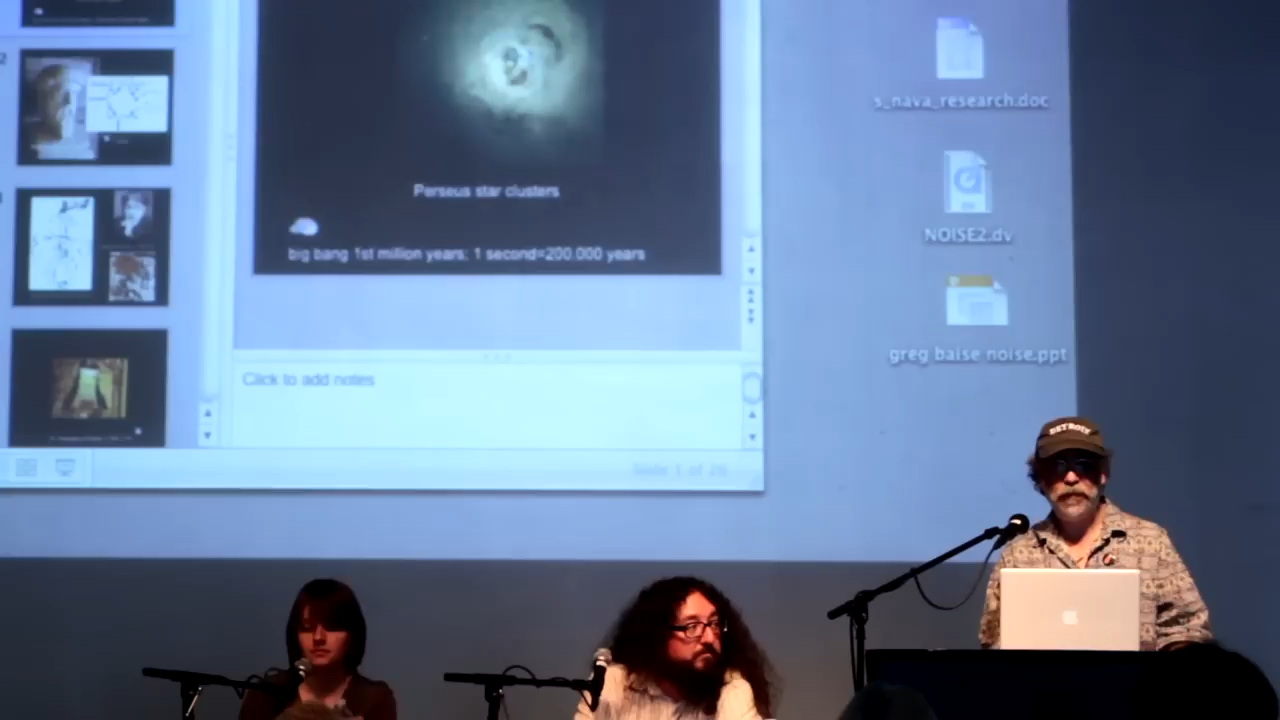 s_nava_research.doc
Perseus star clusters
NOISE2.dv
big bang 1st million years; 1 second=200,000 years
greg baise noise.ppt
Click to add notes
DETROIT